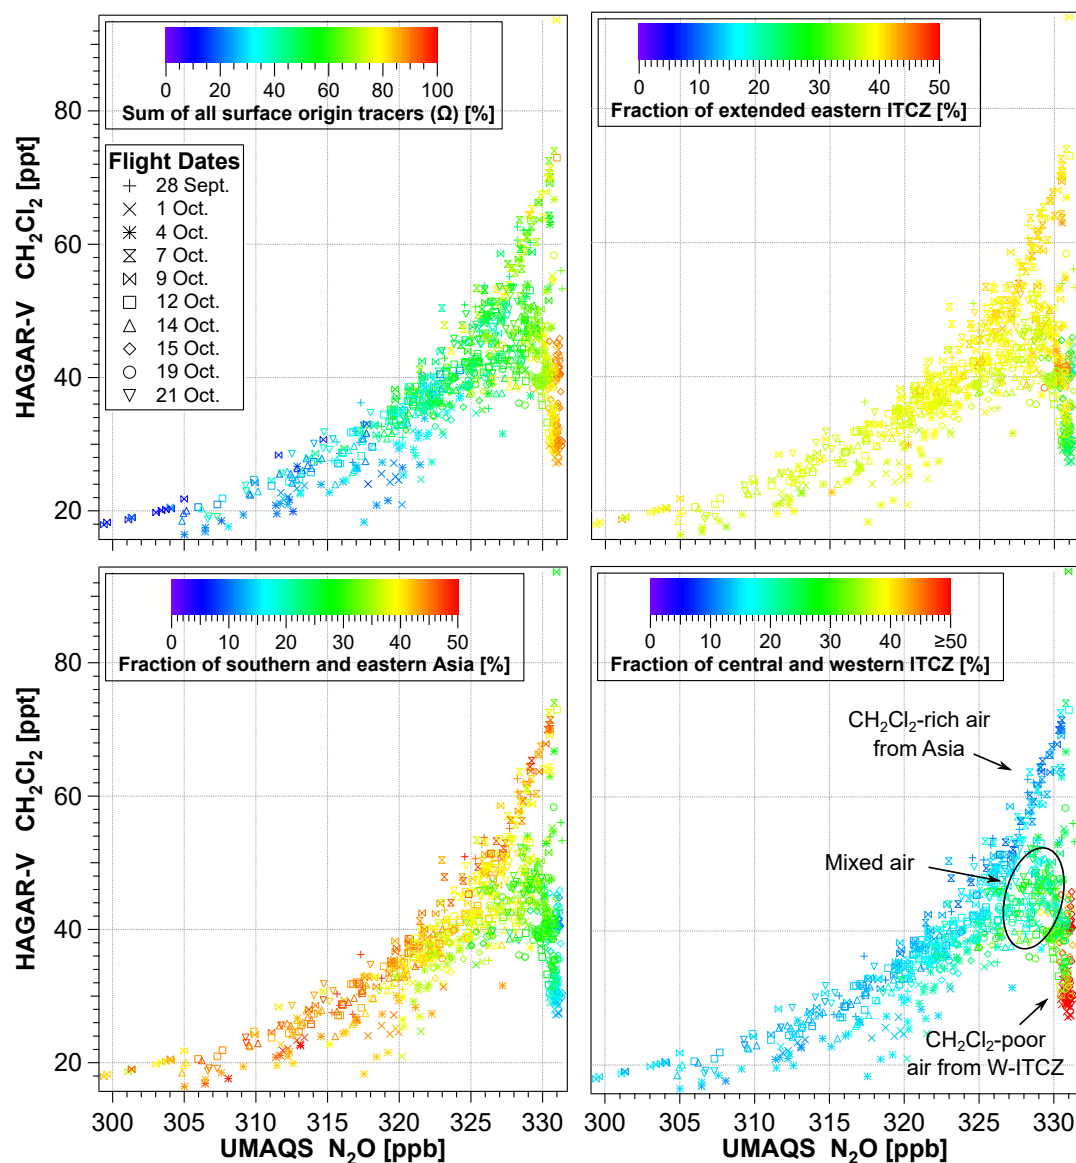 0 20 40 60 80 100
Sum of all surface origin tracers (Ω) [%]
Flight Dates
28 Sept.
1 Oct.
4 Oct.
7 Oct.
9 Oct.
12 Oct.
14 Oct.
15 Oct.
19 Oct.
21 Oct.
80
60
40
20
HAGAR-V CH₂Cl₂ [ppt]
0 10 20 30 40 50
Fraction of extended eastern ITCZ [%]
0 10 20 30 40 50
Fraction of southern and eastern Asia [%]
80
60
40
20
HAGAR-V CH₂Cl₂ [ppt]
300 305 310 315 320 325 330
UMAQS N₂O [ppb]
0 10 20 30 40 ≥50
Fraction of central and western ITCZ [%]
CH₂Cl₂-rich air
from Asia
Mixed air
CH₂Cl₂-poor
air from W-ITCZ
300 305 310 315 320 325 330
UMAQS N₂O [ppb]